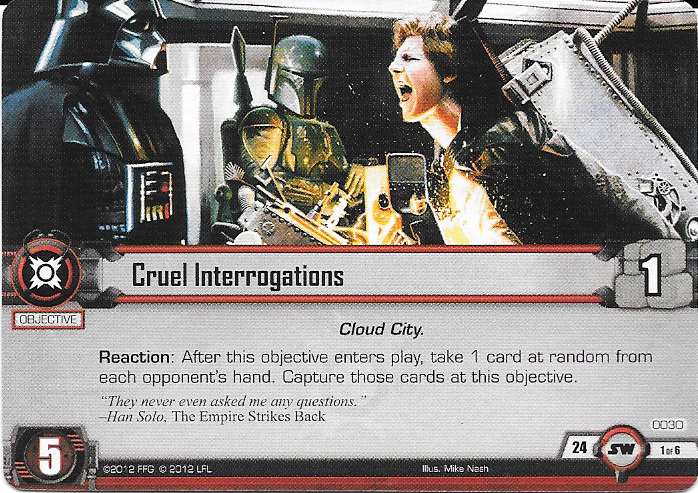 Cruel Interrogations
1
OBJECTIVE
Cloud City.
Reaction: After this objective enters play, take 1 card at random from
each opponent's hand. Capture those cards at this objective.
“They never even asked me any questions.”
–Han Solo, The Empire Strikes Back
0030
5
24
SW
1 of 6
©2012 FFG © 2012 LFL
Illus. Mike Nash